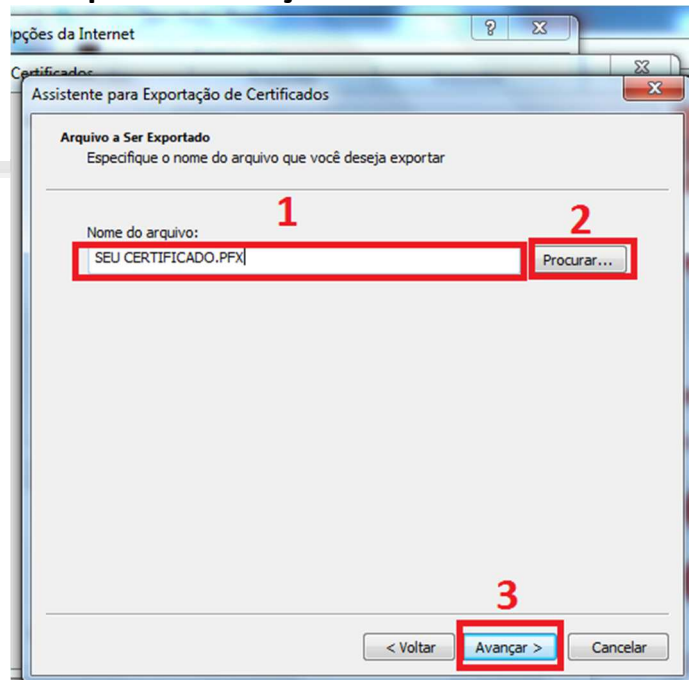 pções da Internet
Certificados
Assistente para Exportação de Certificados
Arquivo a Ser Exportado
Especifique o nome do arquivo que você deseja exportar
1
2
Nome do arquivo:
SEU CERTIFICADO.PFX
Procurar...
3
< Voltar
Avançar >
Cancelar